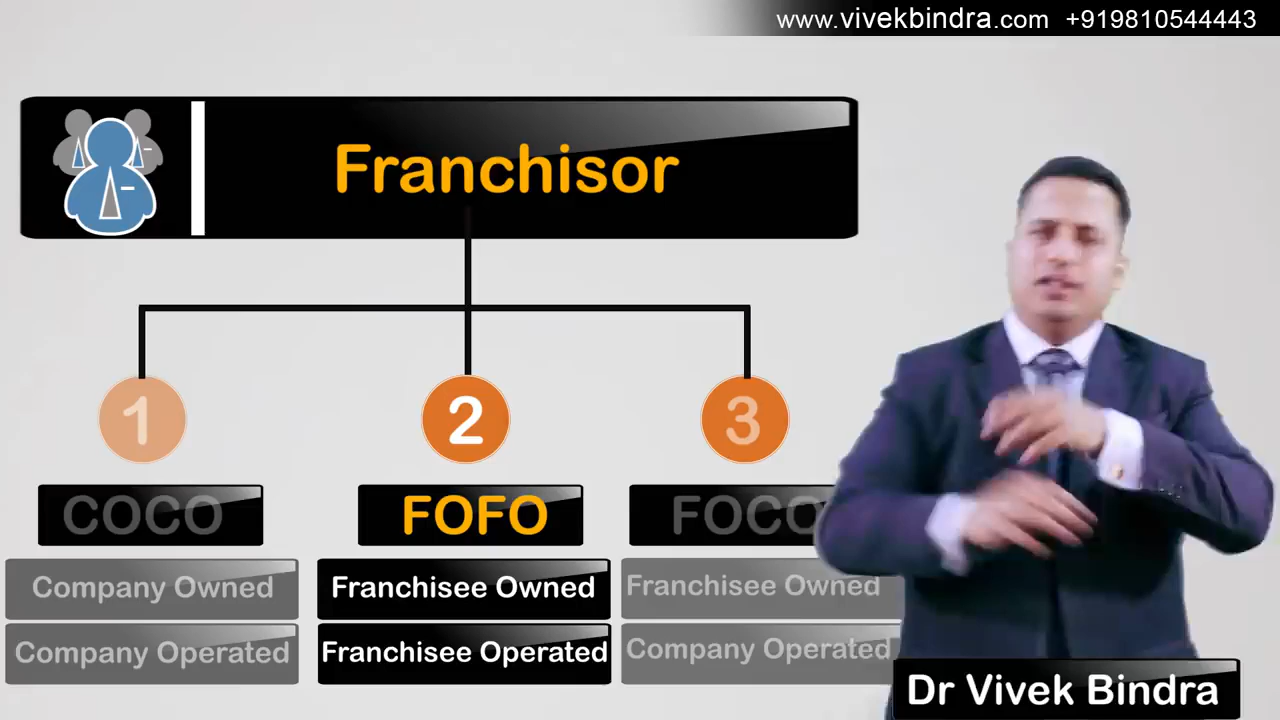 www.vivekbindra.com +919810544443
Franchisor
1
2
3
COCO
FOFO
FOCO
Company Owned
Franchisee Owned
Franchisee Owned
Company Operated
Franchisee Operated
Company Operated
Dr Vivek Bindra